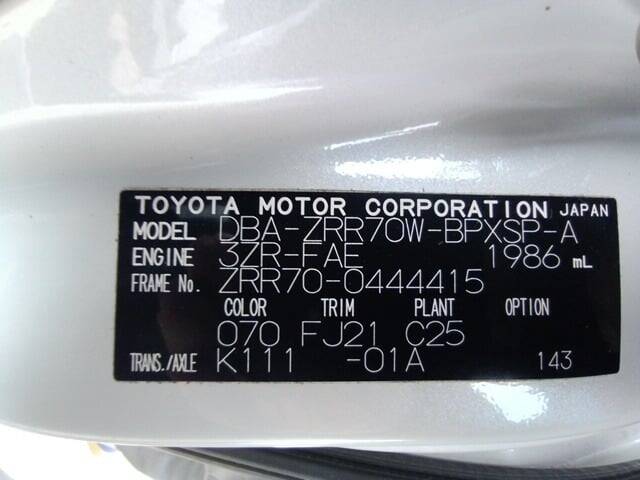 TOYOTA MOTOR CORPORATION JAPAN
MODEL DBA-ZRR70W-BPXSP-A
ENGINE 3ZR-FAE 1986 mL
FRAME No. ZRR70-0444415
COLOR TRIM PLANT OPTION
070 FJ21 C25
TRANS./AXLE K111 -01A 143